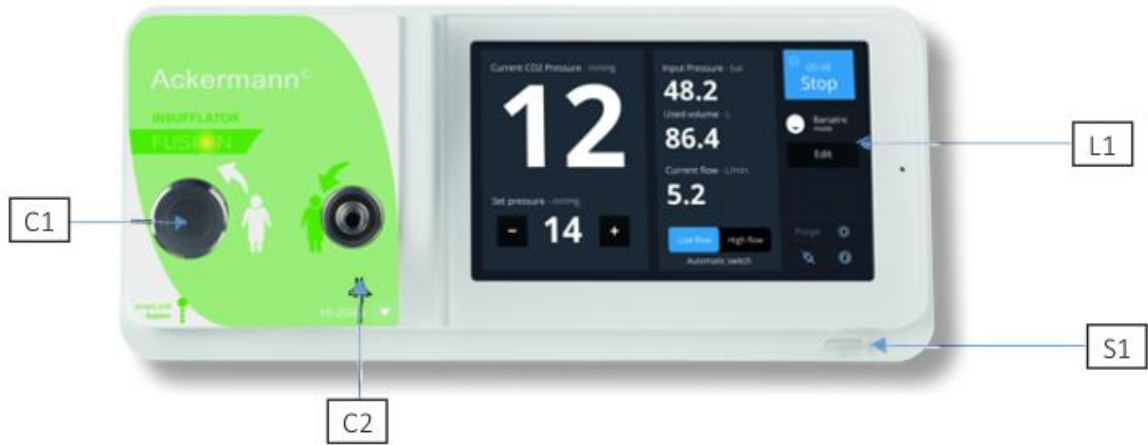 Ackermann©
INSUFFLATOR
FUSION
Current CO2 Pressure - mmHg
12
Set pressure - mmHg
- 14 +
Input Pressure - bar
48.2
Used volume - L
86.4
Current flow - L/min
5.2
Low flow High flow
Automatic switch
Stop
Bariatric
mode
Edit
Purge
C1
C2
L1
S1